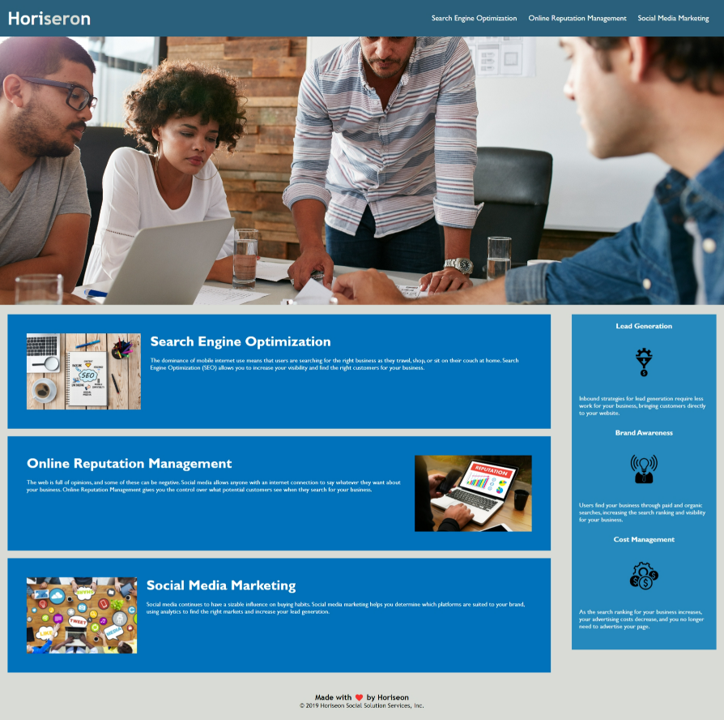 Horiseron
Search Engine Optimization
Online Reputation Management
Social Media Marketing
Search Engine Optimization
The dominance of mobile internet use means that users are searching for the right business as they travel, shop, or sit on their couch at home. Search
Engine Optimization (SEO) allows you to increase your visibility and find the right customers for your business.
SEO
Online Reputation Management
The web is full of opinions, and some of these can be negative. Social media allows anyone with an internet connection to say whatever they want about
your business. Online Reputation Management gives you the control over what potential customers see when they search for your business.
REPUTATION
Social Media Marketing
Social media continues to have a sizable influence on buying habits. Social media marketing helps you determine which platforms are suited to your brand,
using analytics to find the right markets and increase your lead generation.
TWEET
Lead Generation
Inbound strategies for lead generation require less
work for your business, bringing customers directly
to your website.
Brand Awareness
Users find your business through paid and organic
searches, increasing the search ranking and visibility
for your business.
Cost Management
As the search ranking for your business increases,
your advertising costs decrease, and you no longer
need to advertise your page.
Made with ❤️ by Horiseon
© 2019 Horiseon Social Solution Services, Inc.